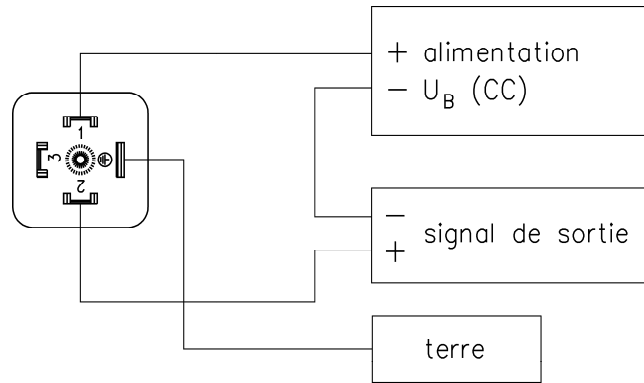 + alimentation
− U_B (CC)
1
3
2
−
+ signal de sortie
terre